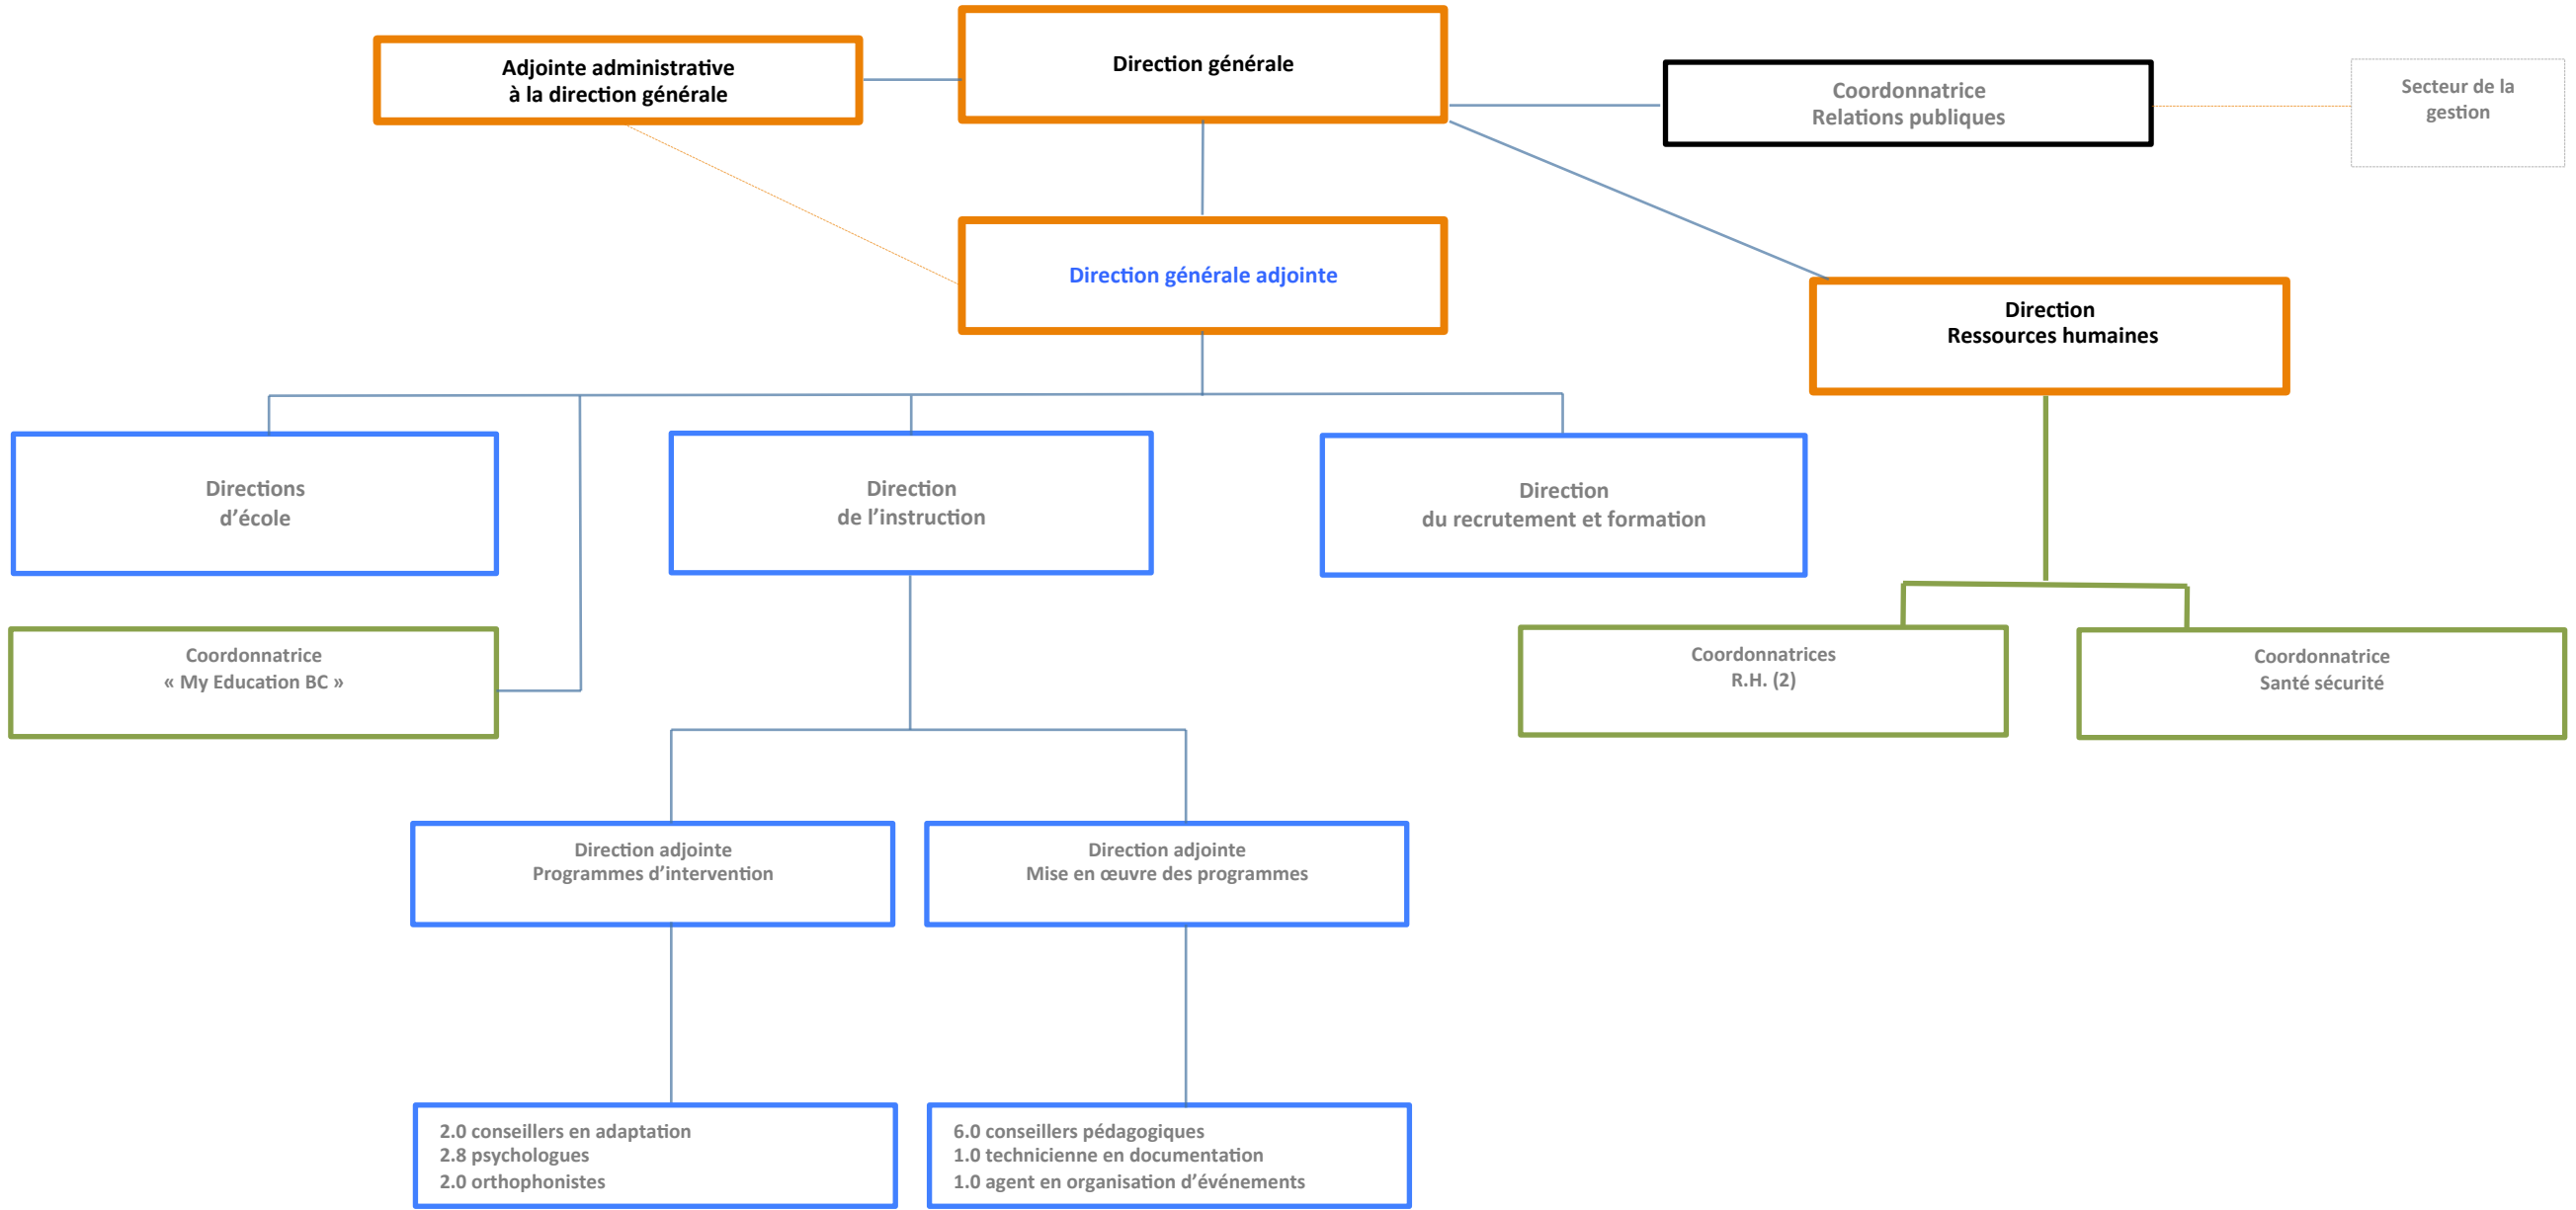 Direction générale
Adjointe administrative
à la direction générale
Coordonnatrice
Relations publiques
Secteur de la
gestion
Direction générale adjointe
Direction
Ressources humaines
Directions
d’école
Direction
de l’instruction
Direction
du recrutement et formation
Coordonnatrice
« My Education BC »
Coordonnatrices
R.H. (2)
Coordonnatrice
Santé sécurité
Direction adjointe
Programmes d’intervention
Direction adjointe
Mise en œuvre des programmes
2.0 conseillers en adaptation
2.8 psychologues
2.0 orthophonistes
6.0 conseillers pédagogiques
1.0 technicienne en documentation
1.0 agent en organisation d’événements